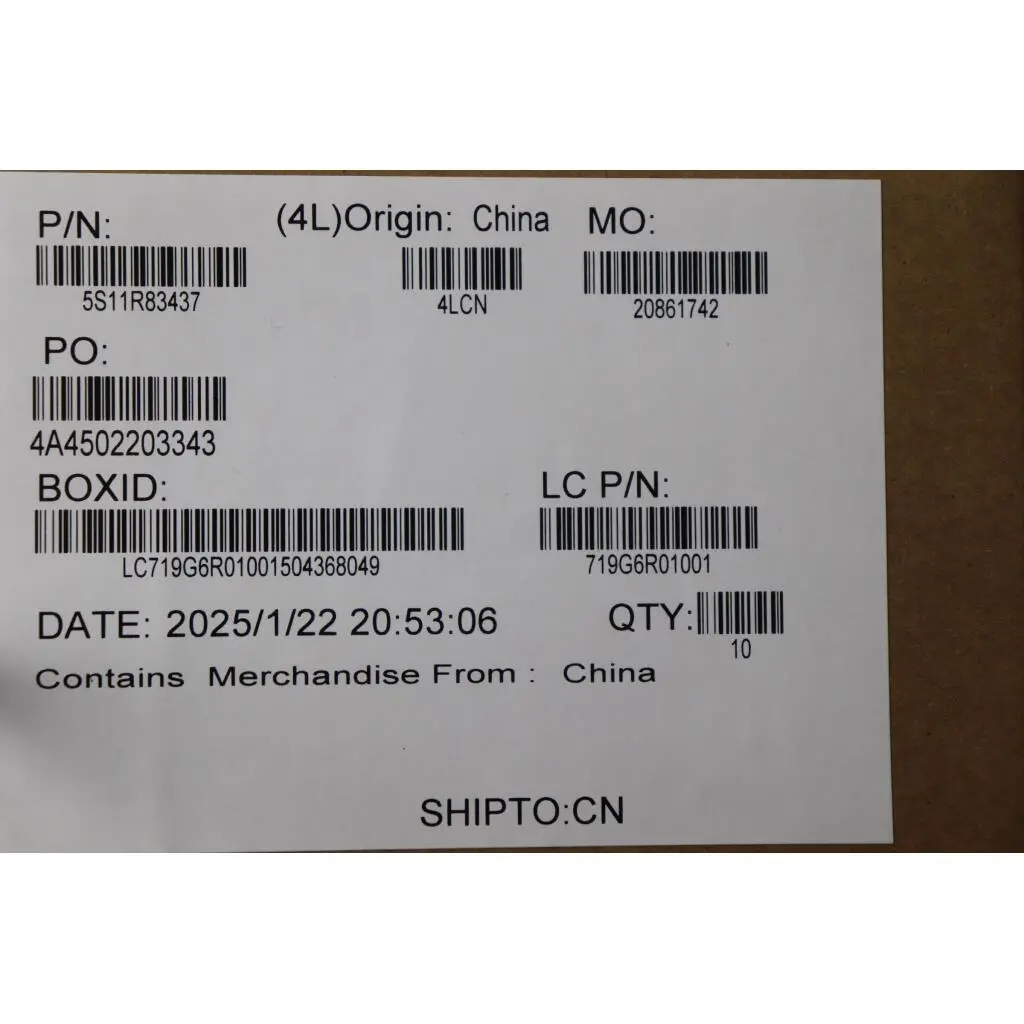 P/N: (4L)Origin: China MO:
5S11R83437 4LCN 20861742
PO:
4A4502203343
BOXID: LC P/N:
LC719G6R01001504368049 719G6R01001
DATE: 2025/1/22 20:53:06 QTY:
10
Contains Merchandise From : China
SHIPTO:CN